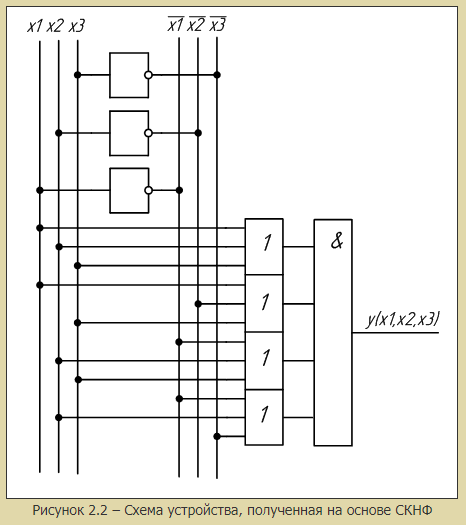 x1 x2 x3 x̅1̅ x̅2̅ x̅3̅
1
&
1
y(x1,x2,x3)
1
1
Рисунок 2.2 – Схема устройства, полученная на основе СКНФ